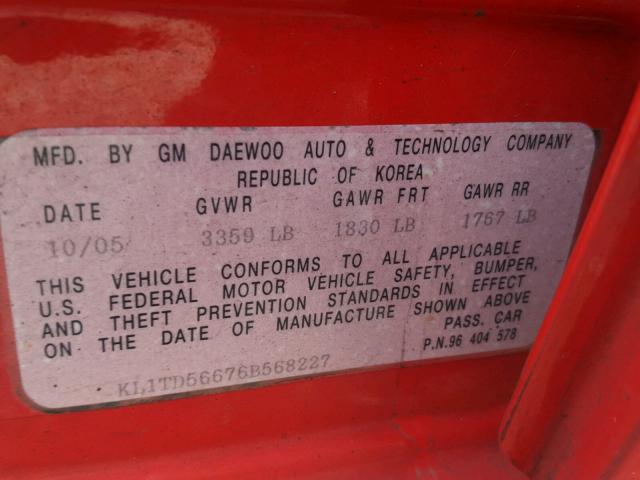 MFD. BY GM DAEWOO AUTO & TECHNOLOGY COMPANY
REPUBLIC OF KOREA
DATE GVWR GAWR FRT GAWR RR
10/05 3359 LB 1830 LB 1767 LB
THIS VEHICLE CONFORMS TO ALL APPLICABLE
U.S. FEDERAL MOTOR VEHICLE SAFETY, BUMPER,
AND THEFT PREVENTION STANDARDS IN EFFECT
ON THE DATE OF MANUFACTURE SHOWN ABOVE
PASS. CAR
KL1TD56676B568227 P.N.96 404 578